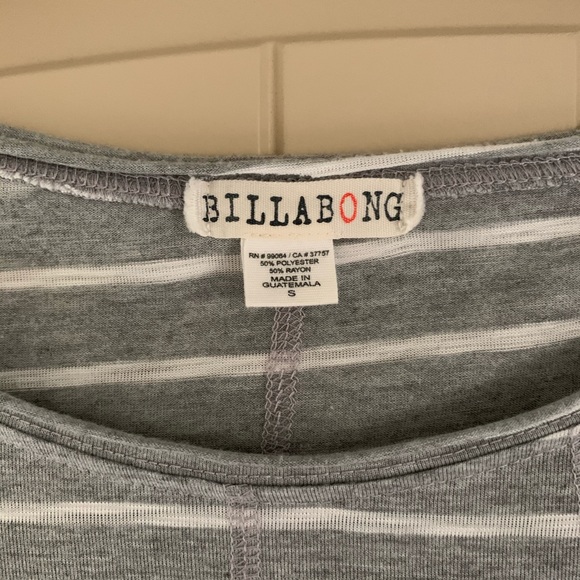 BILLABONG
RN # 99064 / CA # 37757
50% POLYESTER
50% RAYON
MADE IN
GUATEMALA
S